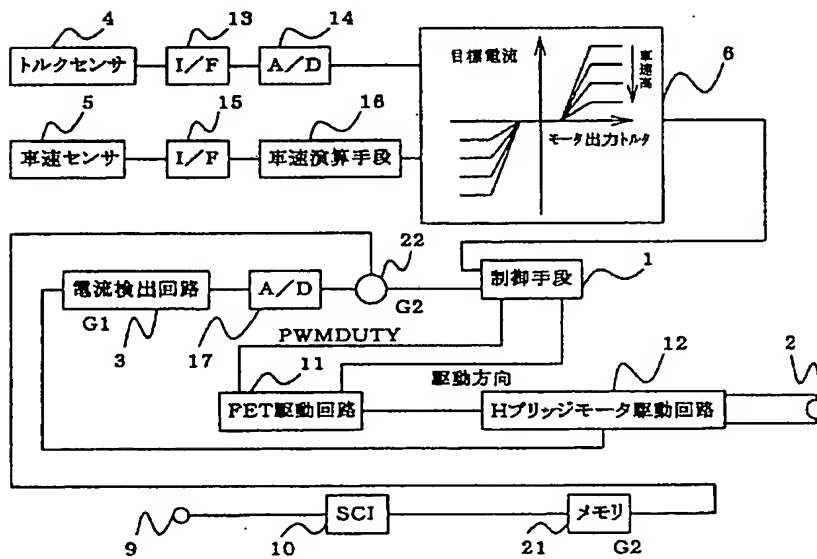 4 13 14
トルクセンサ I/F A/D
目標電流
車速高
6
5 15 16
車速センサ I/F 車速演算手段
モータ出力トルク
22
電流検出回路 A/D 制御手段 1
G1 G2
3 17 PWMDUTY
11 駆動方向 12 2
FET駆動回路 Hブリッジモータ駆動回路
9 SCI メモリ
10 21 G2